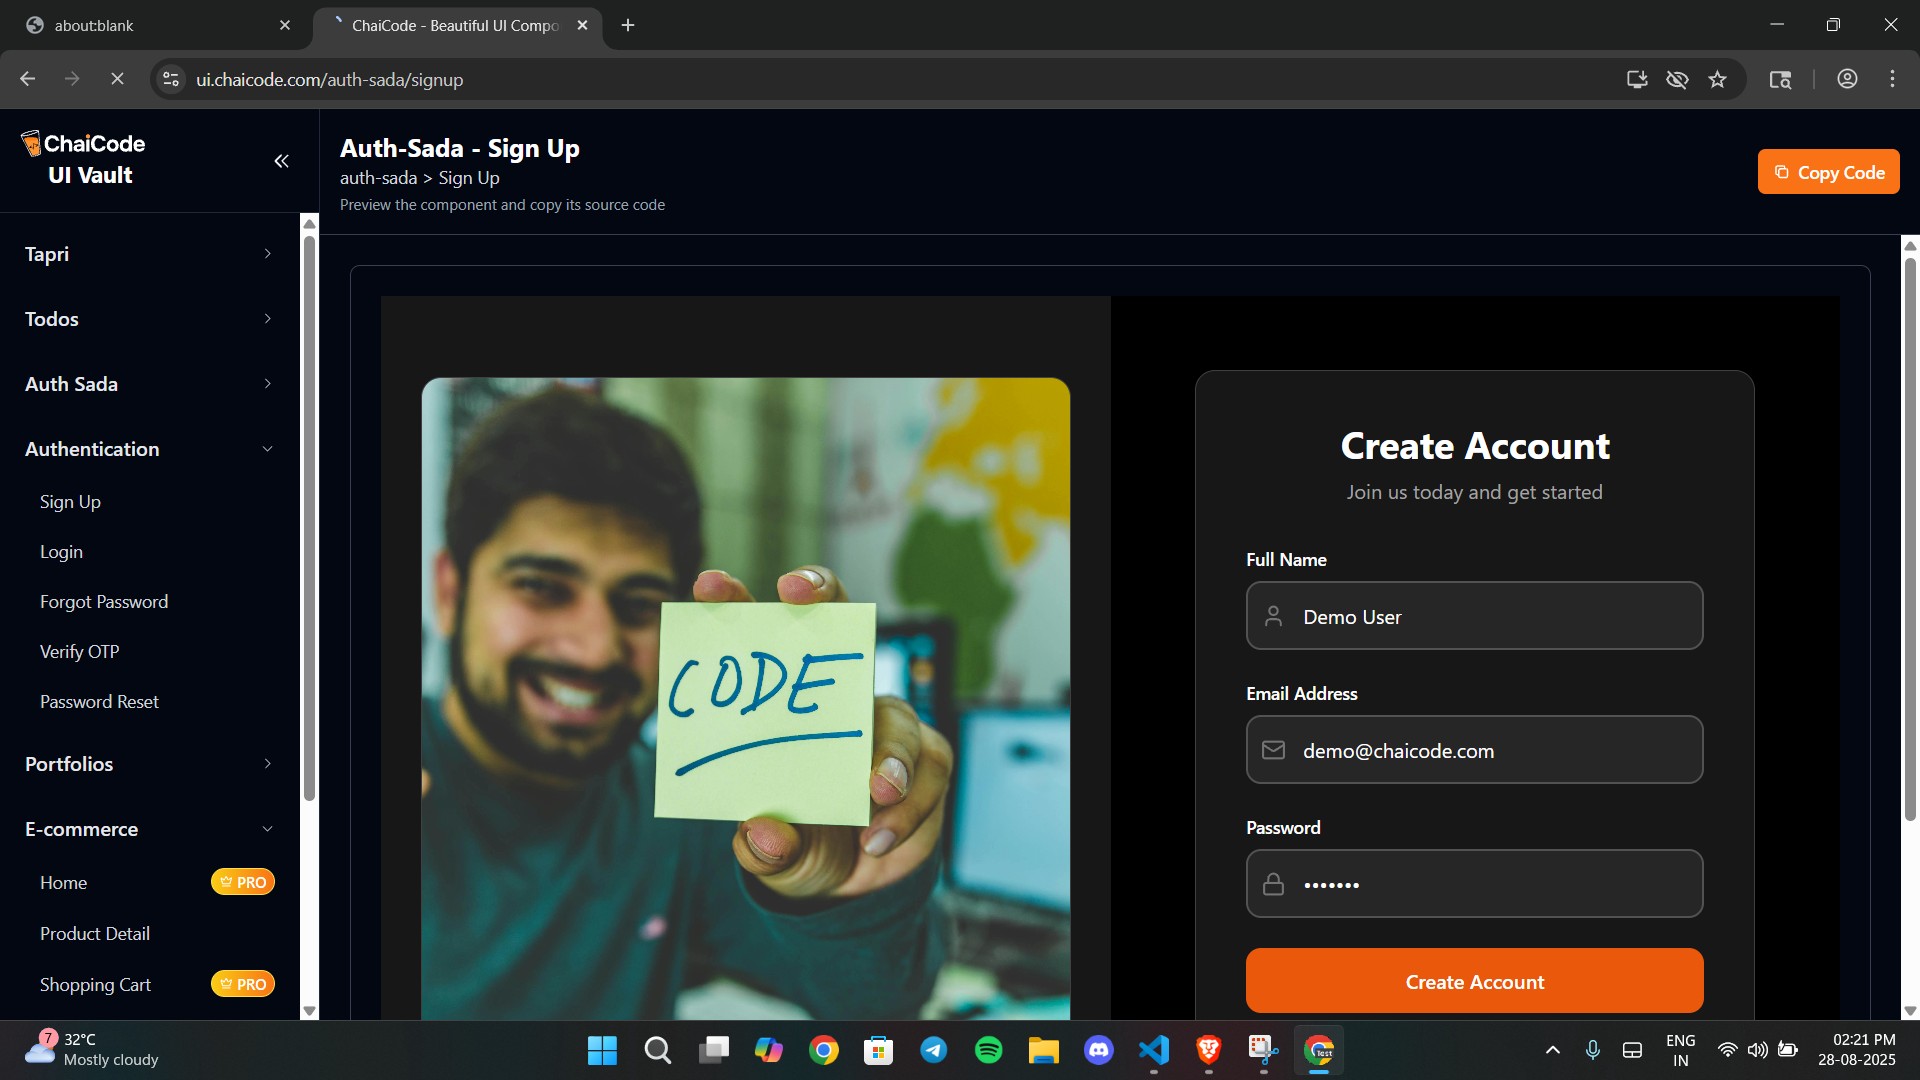 about:blank
ChaiCode - Beautiful UI Compo
ui.chaicode.com/auth-sada/signup
ChaiCode
UI Vault
Auth-Sada - Sign Up
auth-sada > Sign Up
Preview the component and copy its source code
Copy Code
Tapri
Todos
Auth Sada
Authentication
Sign Up
Login
Forgot Password
Verify OTP
Password Reset
Portfolios
E-commerce
Home PRO
Product Detail
Shopping Cart PRO
CODE
Create Account
Join us today and get started
Full Name
Demo User
Email Address
demo@chaicode.com
Password
•••••••
Create Account
7
32°C
Mostly cloudy
ENG
IN
02:21 PM
28-08-2025